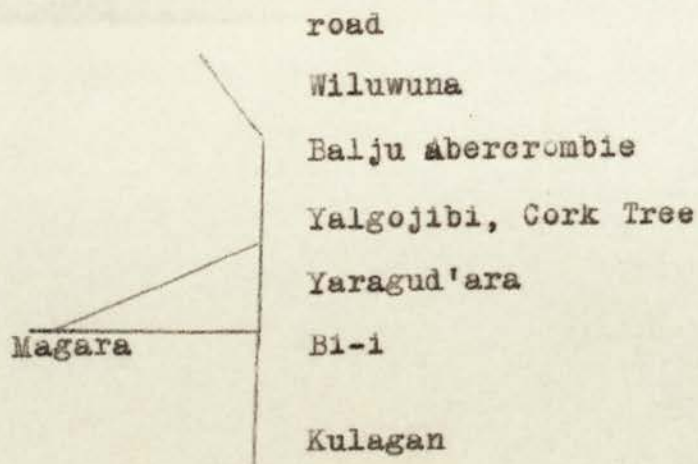 road
Wiluwuna
Balju Abercrombie
Yalgojibi, Cork Tree
Yaragud'ara
Magara
Bi-i
Kulagan